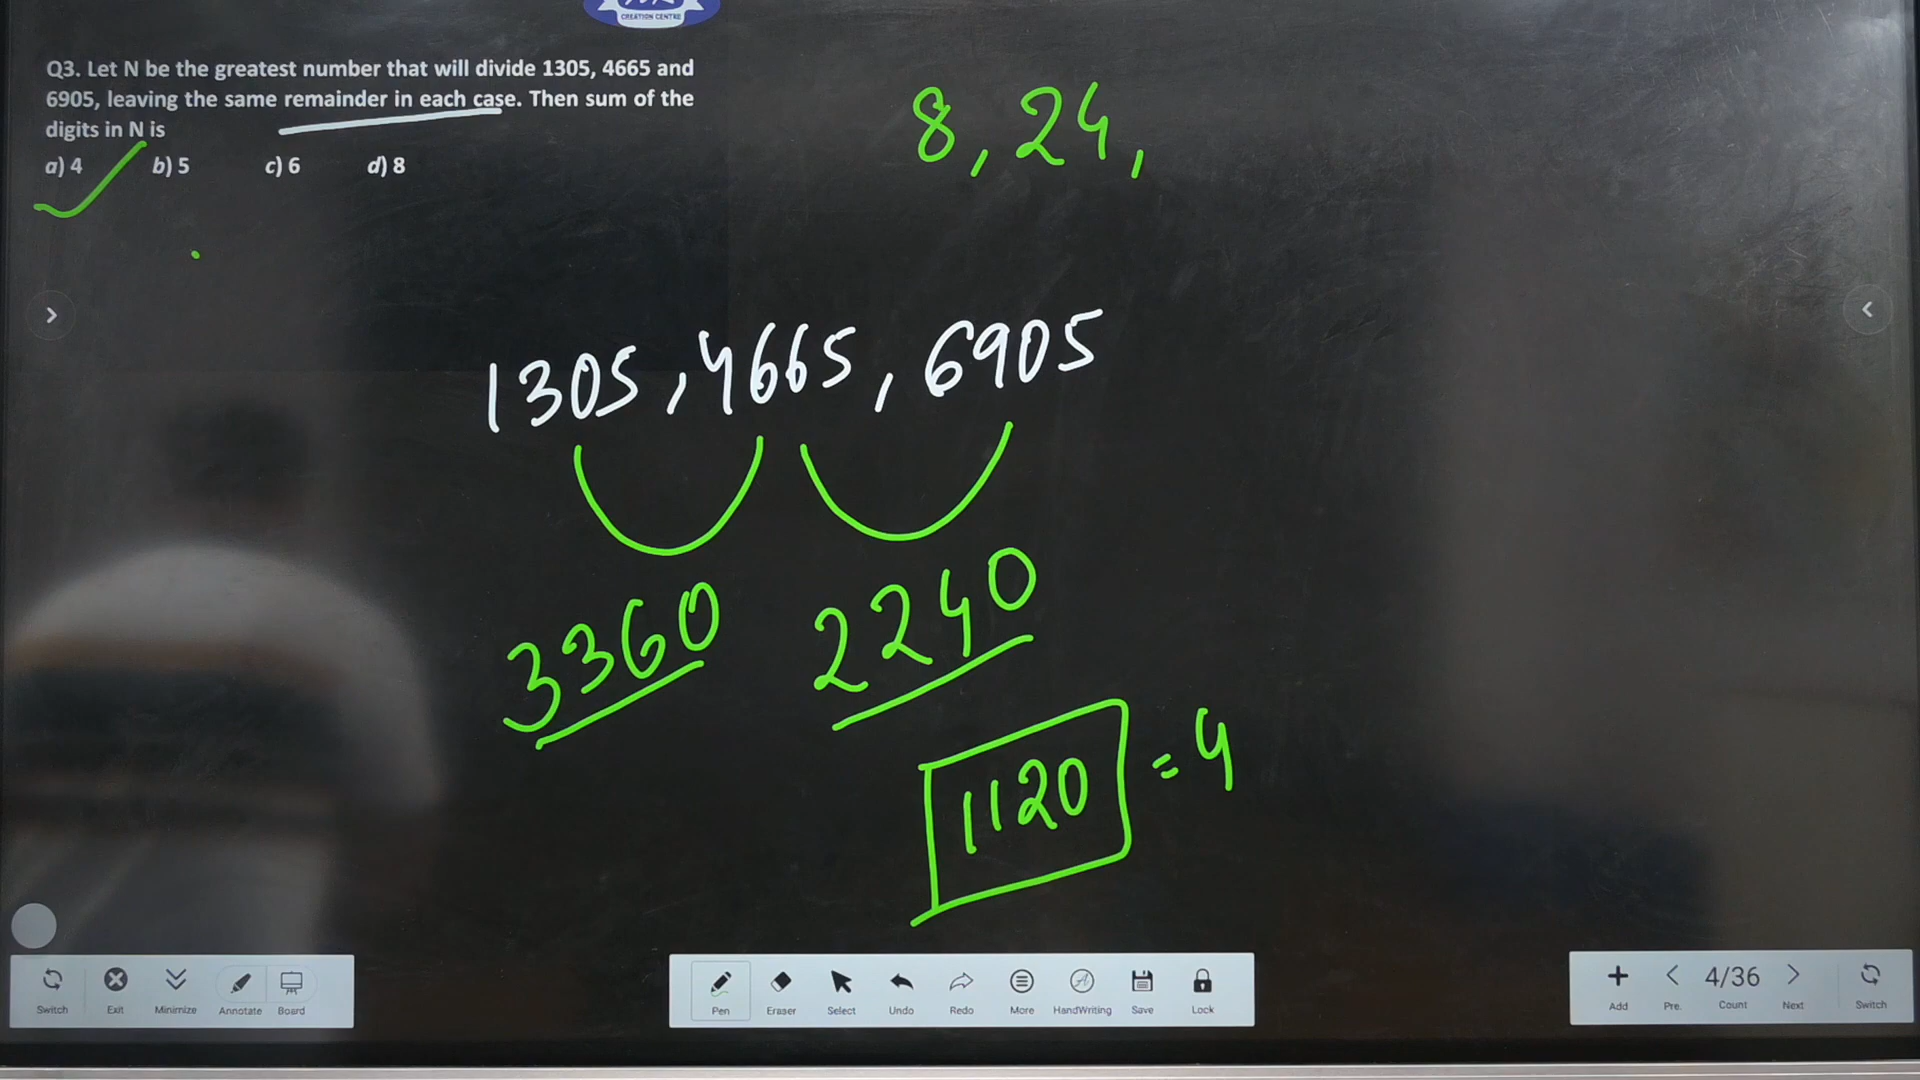 CREATION CENTRE
Q3. Let N be the greatest number that will divide 1305, 4665 and
6905, leaving the same remainder in each case. Then sum of the
digits in N is
a) 4 b) 5 c) 6 d) 8
8, 24,
1305, 4665, 6905
3360 2240
1120 = 4
Switch Exit Minimize Annotate Board
Pen Eraser Select Undo Redo More HandWriting Save Lock
4/36
Add Pre. Count Next Switch